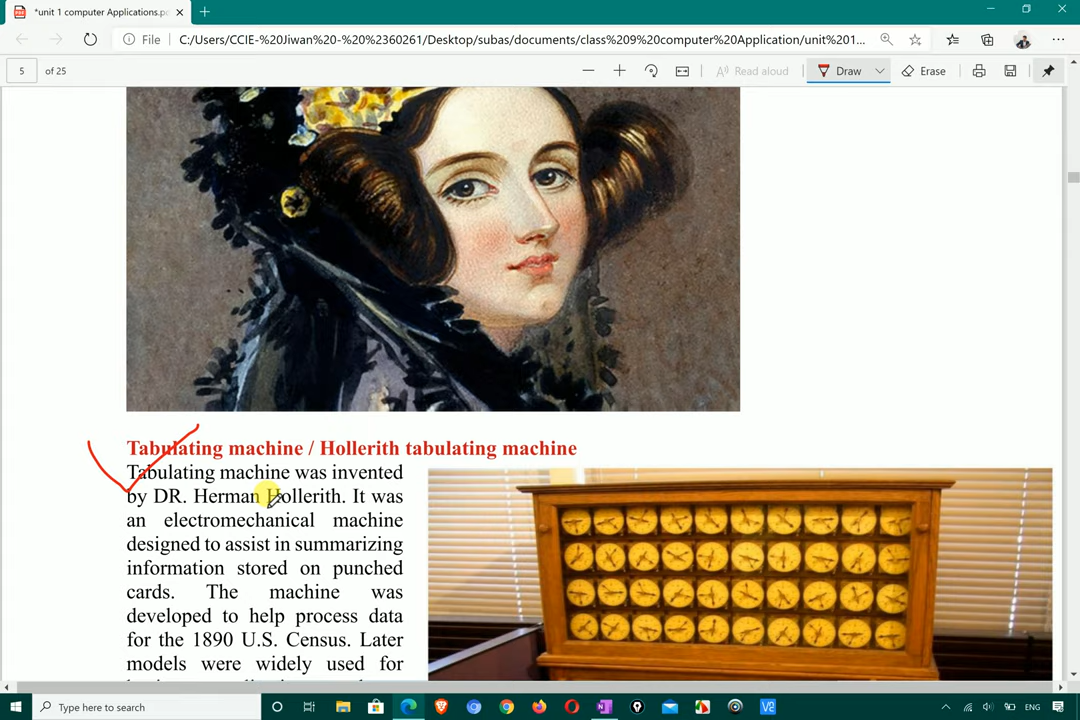 *unit 1 computer Applications.pd
File
C:/Users/CCIE-%20Jiwan%20-%20%2360261/Desktop/subas/documents/class%209%20computer%20Application/unit%201...
5 of 25
Read aloud
Draw
Erase
Tabulating machine / Hollerith tabulating machine
Tabulating machine was invented
by DR. Herman Hollerith. It was
an electromechanical machine
designed to assist in summarizing
information stored on punched
cards. The machine was
developed to help process data
for the 1890 U.S. Census. Later
models were widely used for
Type here to search
ENG